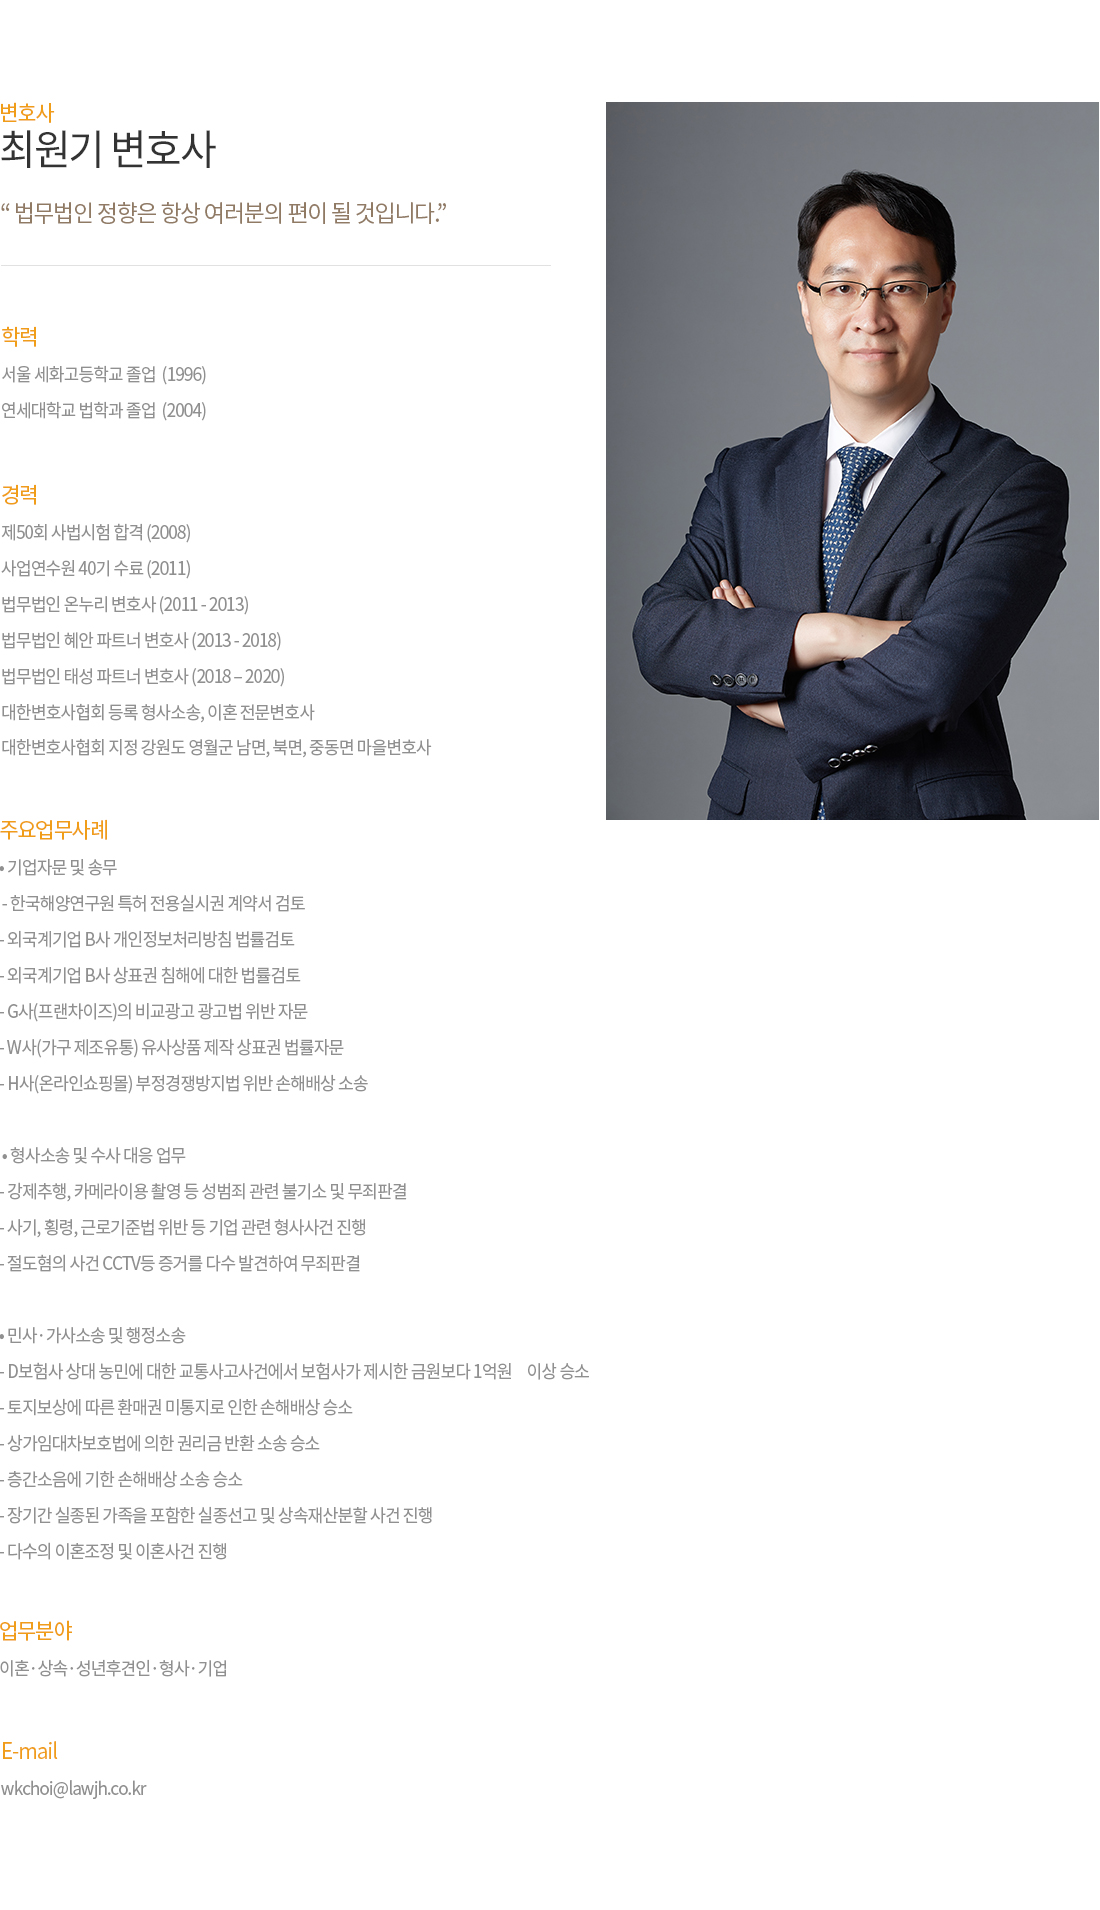 변호사
최원기 변호사
“ 법무법인 정향은 항상 여러분의 편이 될 것입니다.”
학력
서울 세화고등학교 졸업 (1996)
연세대학교 법학과 졸업 (2004)
경력
제50회 사법시험 합격 (2008)
사업연수원 40기 수료 (2011)
법무법인 온누리 변호사 (2011 - 2013)
법무법인 혜안 파트너 변호사 (2013 - 2018)
법무법인 태성 파트너 변호사 (2018 – 2020)
대한변호사협회 등록 형사소송, 이혼 전문변호사
대한변호사협회 지정 강원도 영월군 남면, 북면, 중동면 마을변호사
주요업무사례
• 기업자문 및 송무
- 한국해양연구원 특허 전용실시권 계약서 검토
- 외국계기업 B사 개인정보처리방침 법률검토
- 외국계기업 B사 상표권 침해에 대한 법률검토
- G사(프랜차이즈)의 비교광고 광고법 위반 자문
- W사(가구 제조유통) 유사상품 제작 상표권 법률자문
- H사(온라인쇼핑몰) 부정경쟁방지법 위반 손해배상 소송
• 형사소송 및 수사 대응 업무
- 강제추행, 카메라이용 촬영 등 성범죄 관련 불기소 및 무죄판결
- 사기, 횡령, 근로기준법 위반 등 기업 관련 형사사건 진행
- 절도혐의 사건 CCTV등 증거를 다수 발견하여 무죄판결
• 민사·가사소송 및 행정소송
- D보험사 상대 농민에 대한 교통사고사건에서 보험사가 제시한 금원보다 1억원 이상 승소
- 토지보상에 따른 환매권 미통지로 인한 손해배상 승소
- 상가임대차보호법에 의한 권리금 반환 소송 승소
- 층간소음에 기한 손해배상 소송 승소
- 장기간 실종된 가족을 포함한 실종선고 및 상속재산분할 사건 진행
- 다수의 이혼조정 및 이혼사건 진행
업무분야
이혼·상속·성년후견인·형사·기업
E-mail
wkchoi@lawjh.co.kr